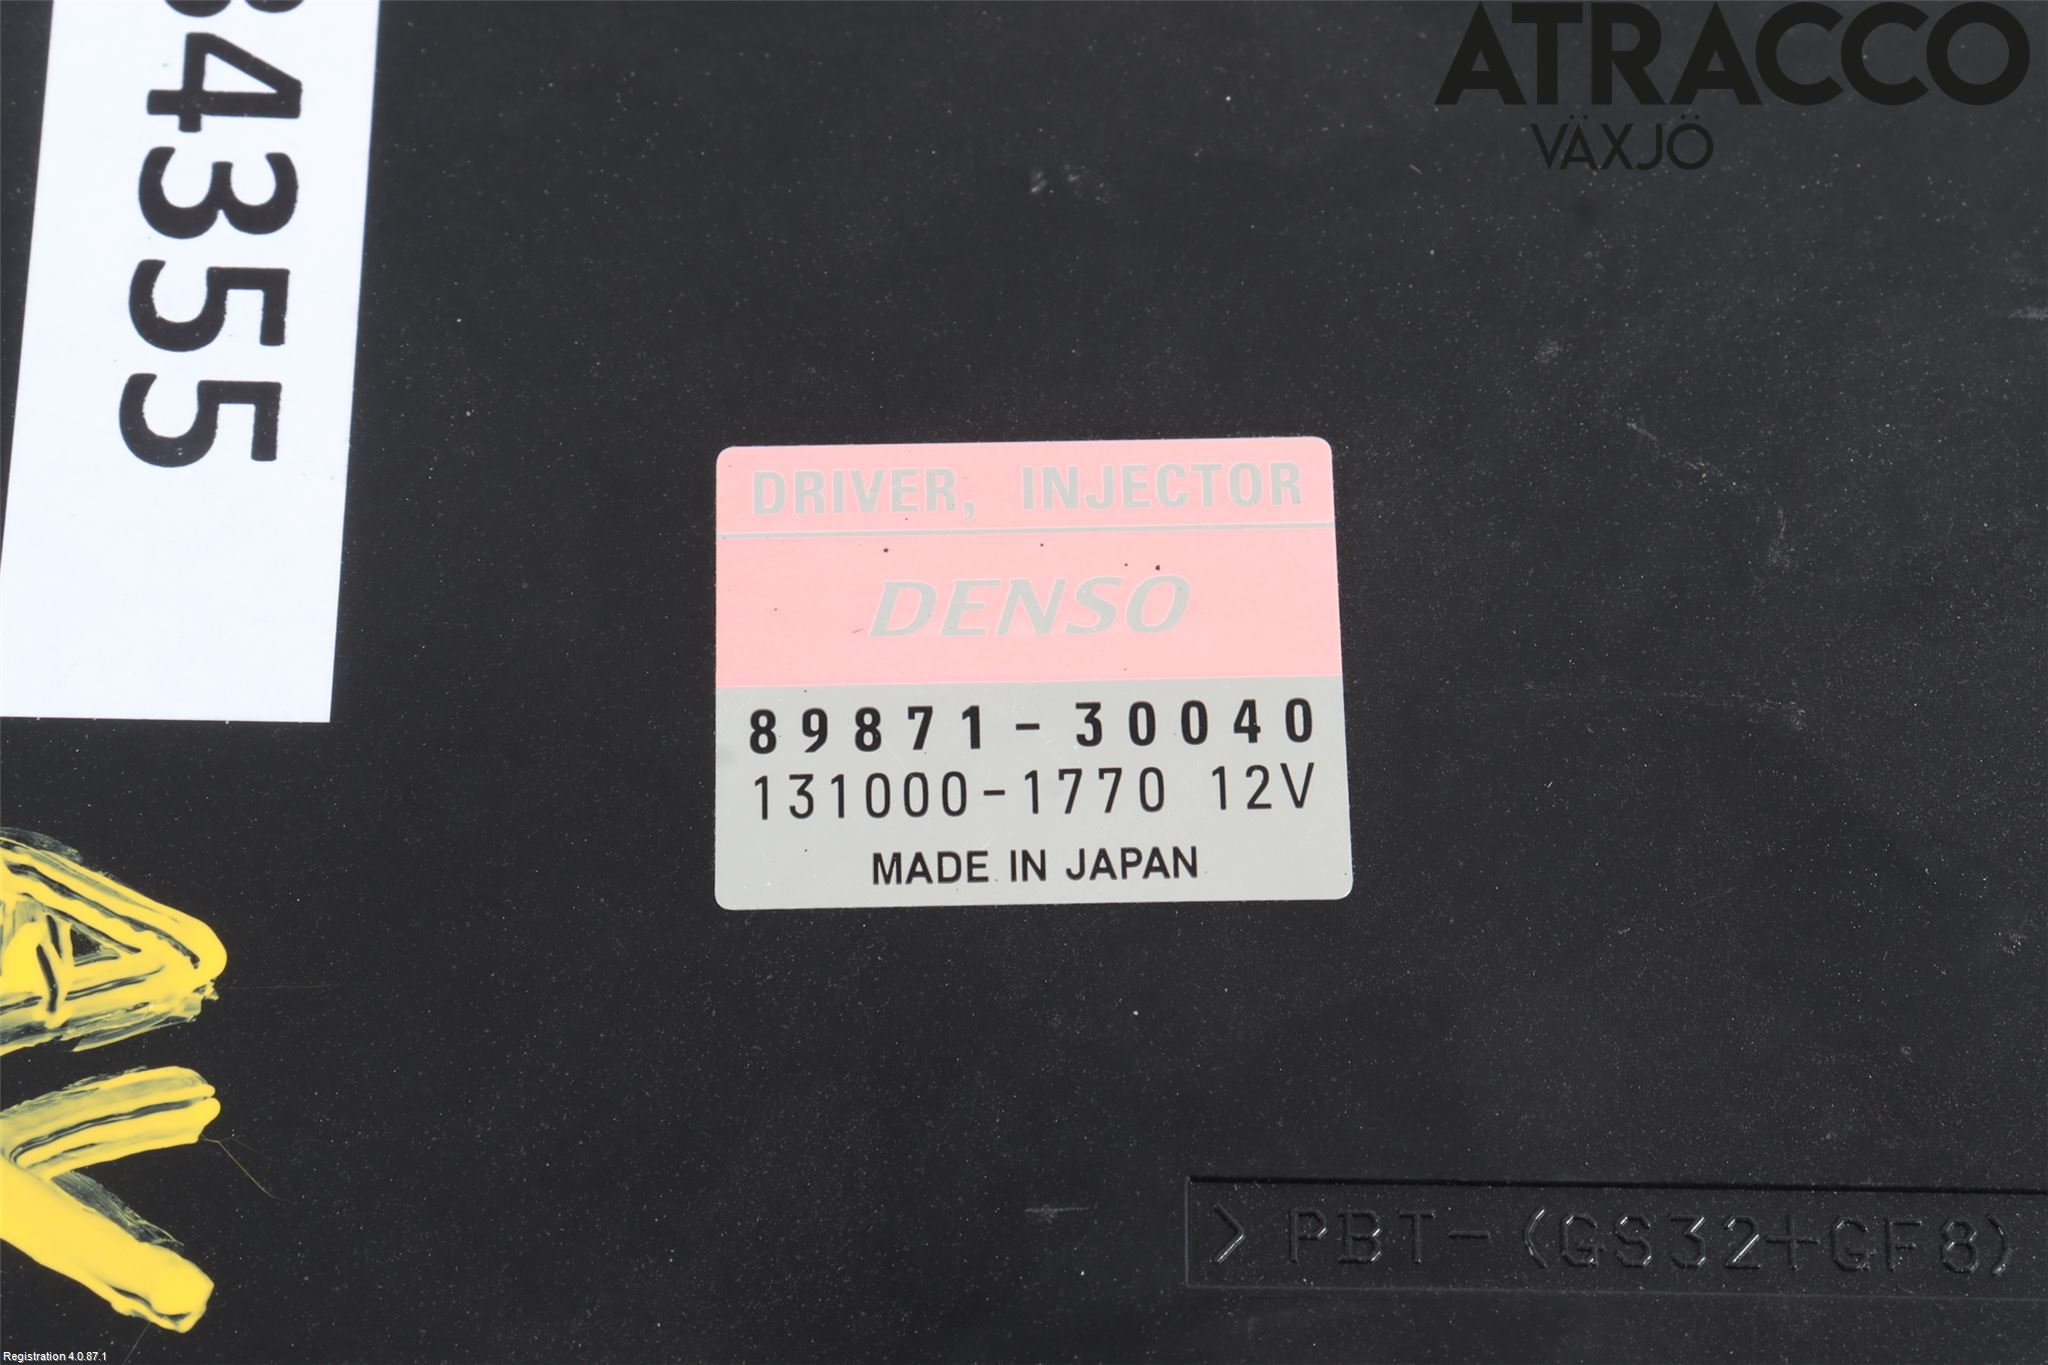 ATRACCO
VÄXJÖ
4355
DRIVER, INJECTOR
DENSO
89871-30040
131000-1770 12V
MADE IN JAPAN
>PBT-(GS32+GF8)
Registration 4.0.87.1